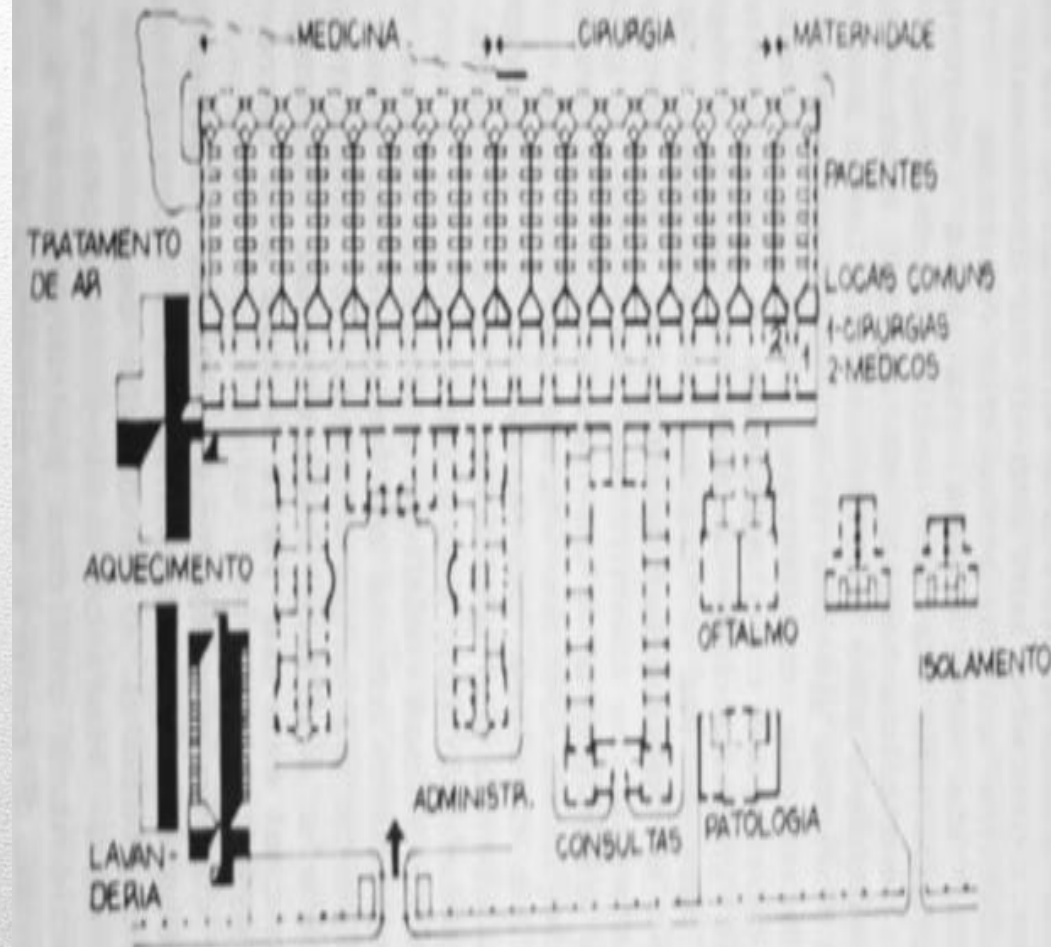 MEDICINA
CIRURGIA
MATERNIDADE
PACIENTES
TRATAMENTO
DE AR
LOCAIS COMUNS
1-CIRURGIAS
2-MEDICOS
2
1
AQUECIMENTO
OFTALMO
ISOLAMENTO
ADMINISTR.
CONSULTAS
PATOLOGIA
LAVAN-
DERIA